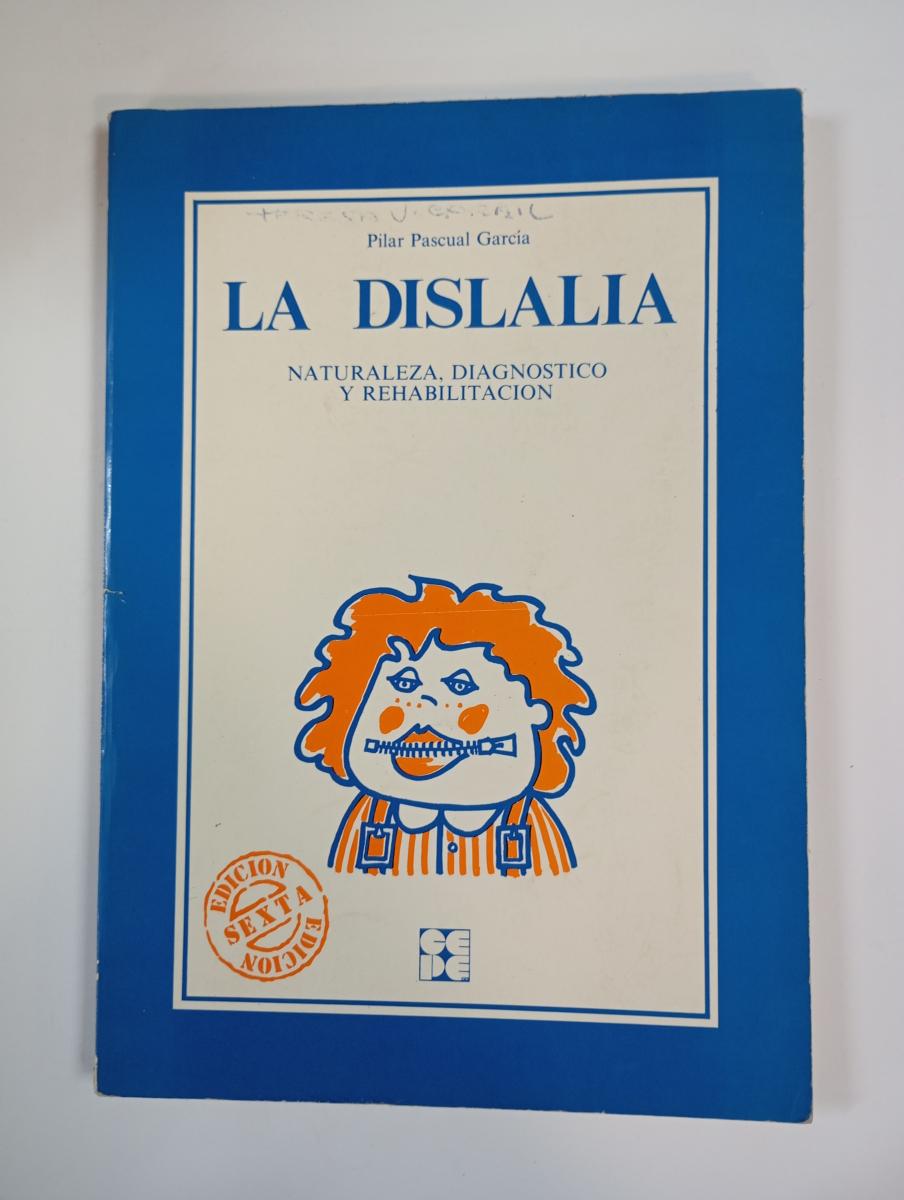 Pilar Pascual García
LA DISLALIA
NATURALEZA, DIAGNOSTICO
Y REHABILITACION
EDICION
SEXTA
EDICION
CEPE